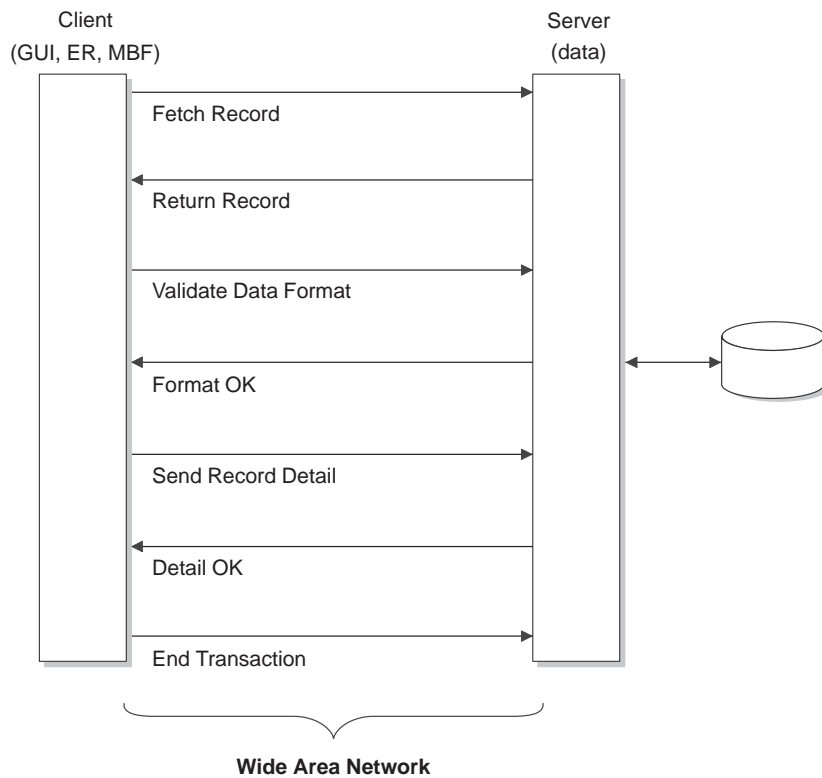 Client
(GUI, ER, MBF)
Server
(data)
Fetch Record
Return Record
Validate Data Format
Format OK
Send Record Detail
Detail OK
End Transaction
Wide Area Network